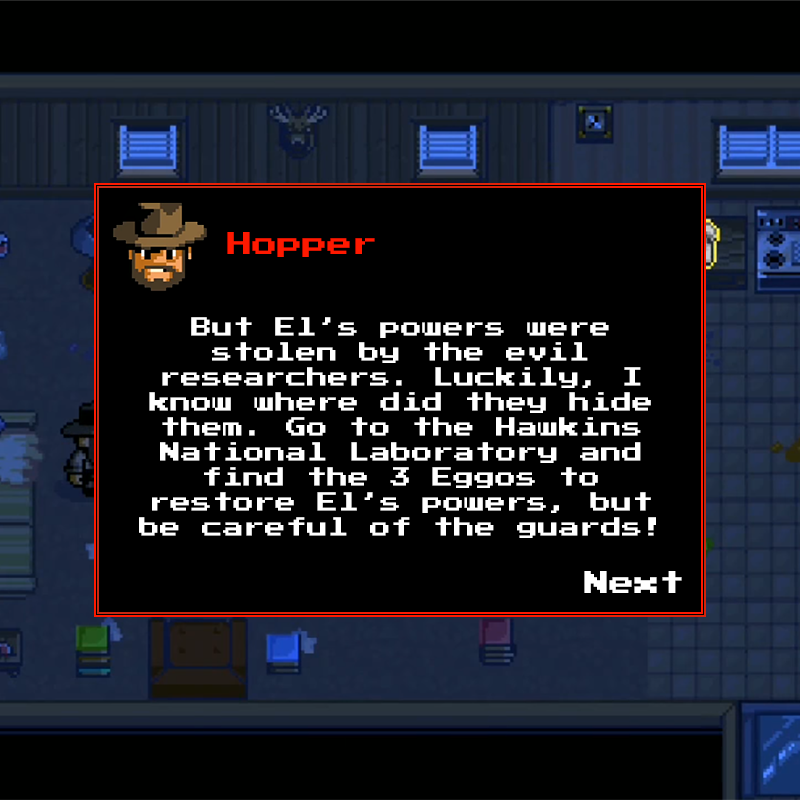 Hopper
But El's powers were
stolen by the evil
researchers. Luckily, I
know where did they hide
them. Go to the Hawkins
National Laboratory and
find the 3 Eggos to
restore El's powers, but
be careful of the guards!
Next